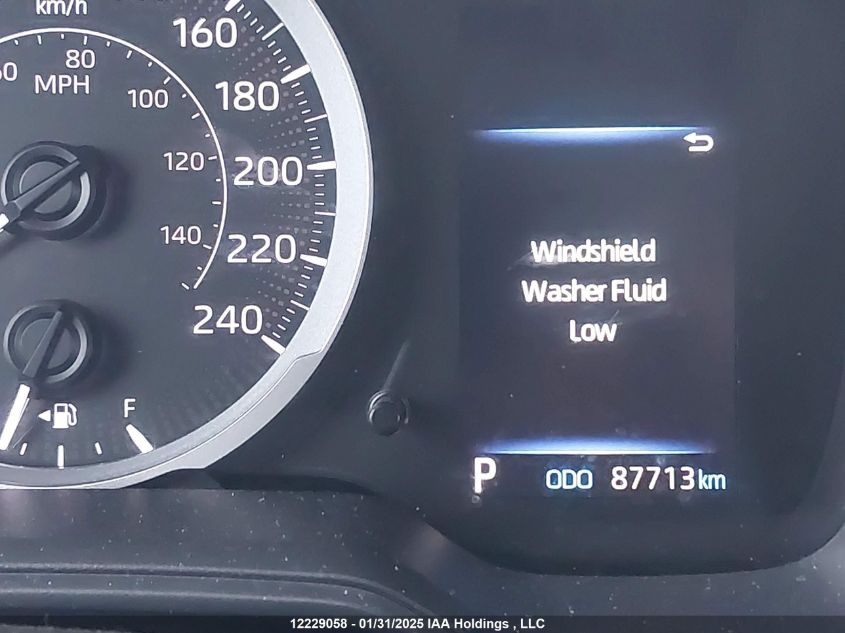 km/h
160
80
MPH
180
100
120
200
140
220
240
F
Windshield
Washer Fluid
Low
P ODO 87713 km
12229058 - 01/31/2025 IAA Holdings , LLC